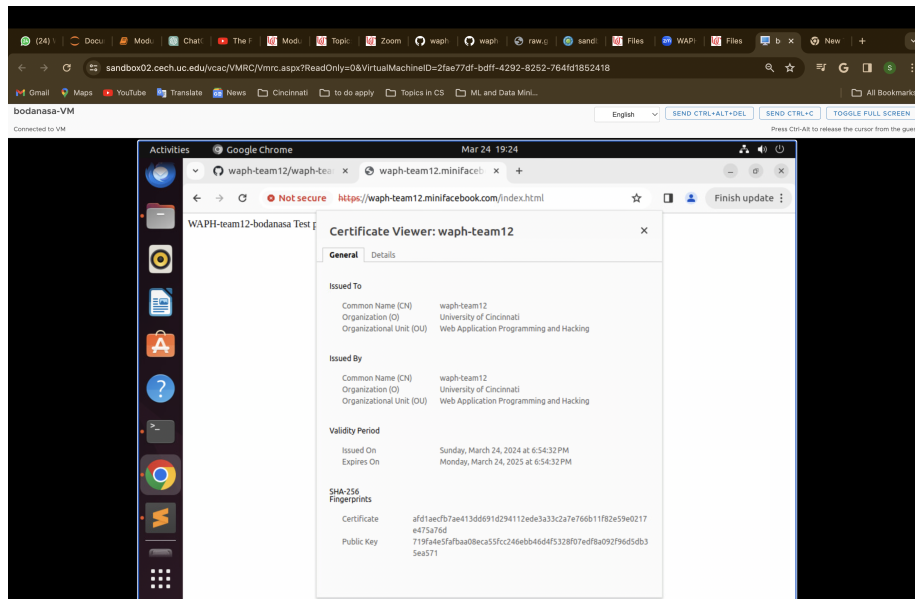 (24) \ Docu Modu ChatG The F Modu Topic Zoom waph waph raw.g sandl Files WAPH Files b × New +
sandbox02.cech.uc.edu/vcac/VMRC/Vmrc.aspx?ReadOnly=0&VirtualMachineID=2fae77df-bdff-4292-8252-764fd1852418 G S
Gmail Maps YouTube Translate News Cincinnati to do apply Topics in CS ML and Data Mini... All Bookmarks
bodanasa-VM English SEND CTRL+ALT+DEL SEND CTRL+C TOGGLE FULL SCREEN
Connected to VM Press Ctrl-Alt to release the cursor from the gues
Activities Google Chrome Mar 24 19:24
waph-team12/waph-tea × waph-team12.minifaceb × +
Not secure https://waph-team12.minifacebook.com/index.html Finish update
WAPH-team12-bodanasa Test p
Certificate Viewer: waph-team12 ×
General Details
Issued To
Common Name (CN) waph-team12
Organization (O) University of Cincinnati
Organizational Unit (OU) Web Application Programming and Hacking
Issued By
Common Name (CN) waph-team12
Organization (O) University of Cincinnati
Organizational Unit (OU) Web Application Programming and Hacking
Validity Period
Issued On Sunday, March 24, 2024 at 6:54:32 PM
Expires On Monday, March 24, 2025 at 6:54:32 PM
SHA-256
Fingerprints
Certificate afd1aecfb7ae413dd691d294112ede3a33c2a7e766b11f82e59e0217
e475a76d
Public Key 719fa4e5fafbaa08eca55fcc246ebb46d4f5328f07edf8a092f96d5db3
5ea571